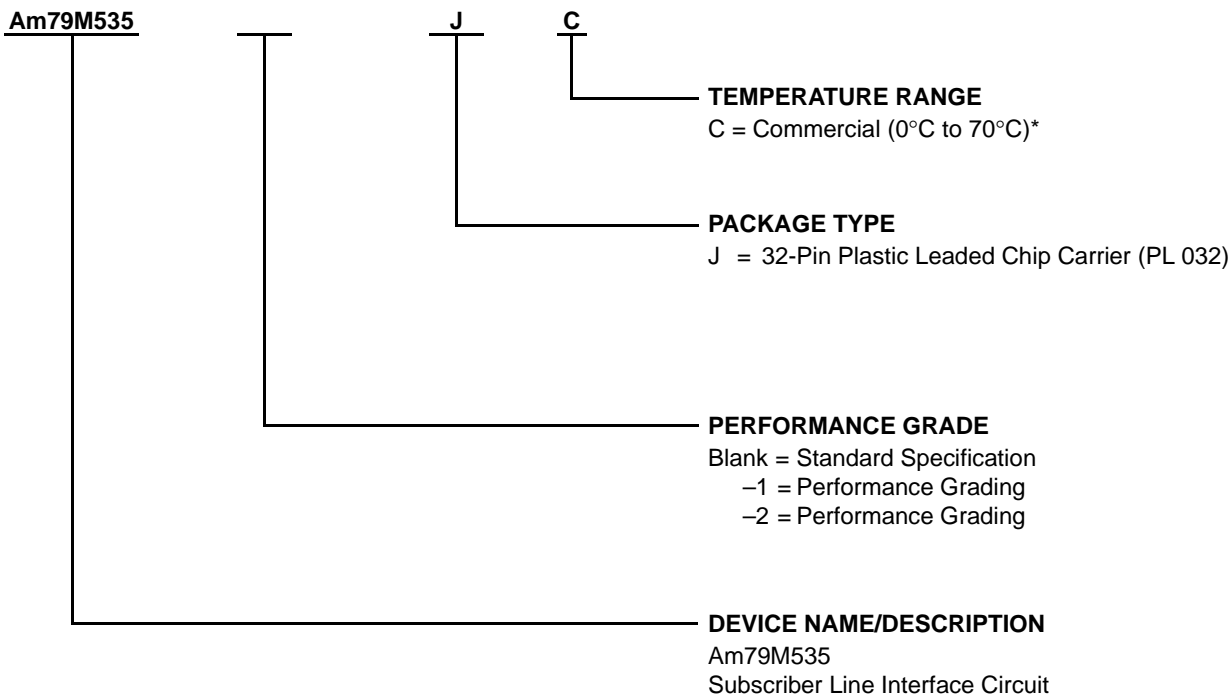 Am79M535 J C
TEMPERATURE RANGE
C = Commercial (0°C to 70°C)*
PACKAGE TYPE
J = 32-Pin Plastic Leaded Chip Carrier (PL 032)
PERFORMANCE GRADE
Blank = Standard Specification
–1 = Performance Grading
–2 = Performance Grading
DEVICE NAME/DESCRIPTION
Am79M535
Subscriber Line Interface Circuit